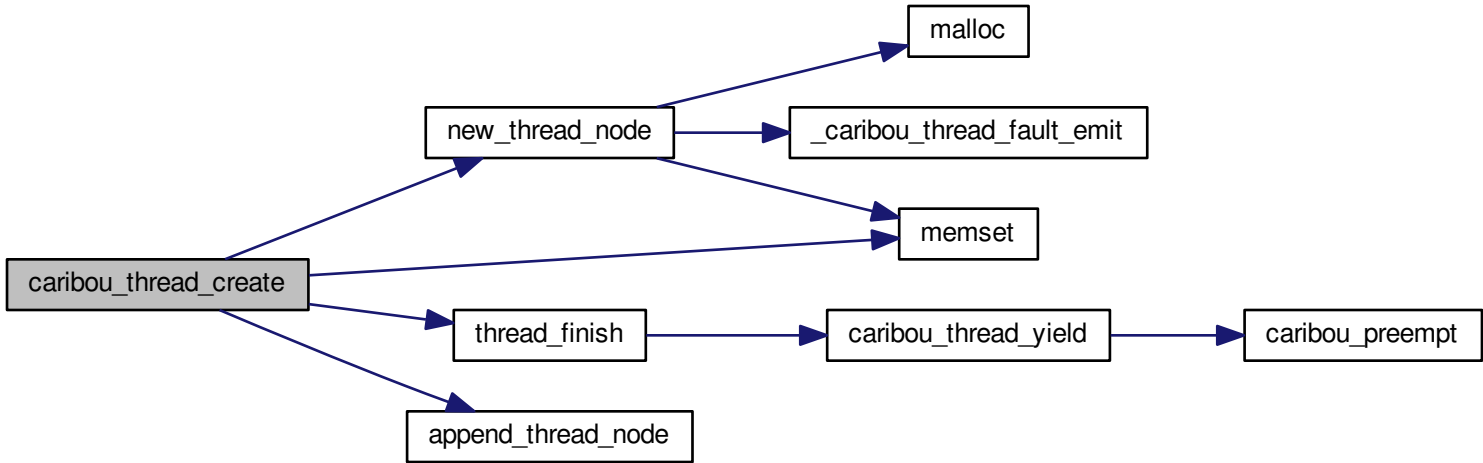 malloc
new_thread_node
_caribou_thread_fault_emit
memset
caribou_thread_create
thread_finish
caribou_thread_yield
caribou_preempt
append_thread_node